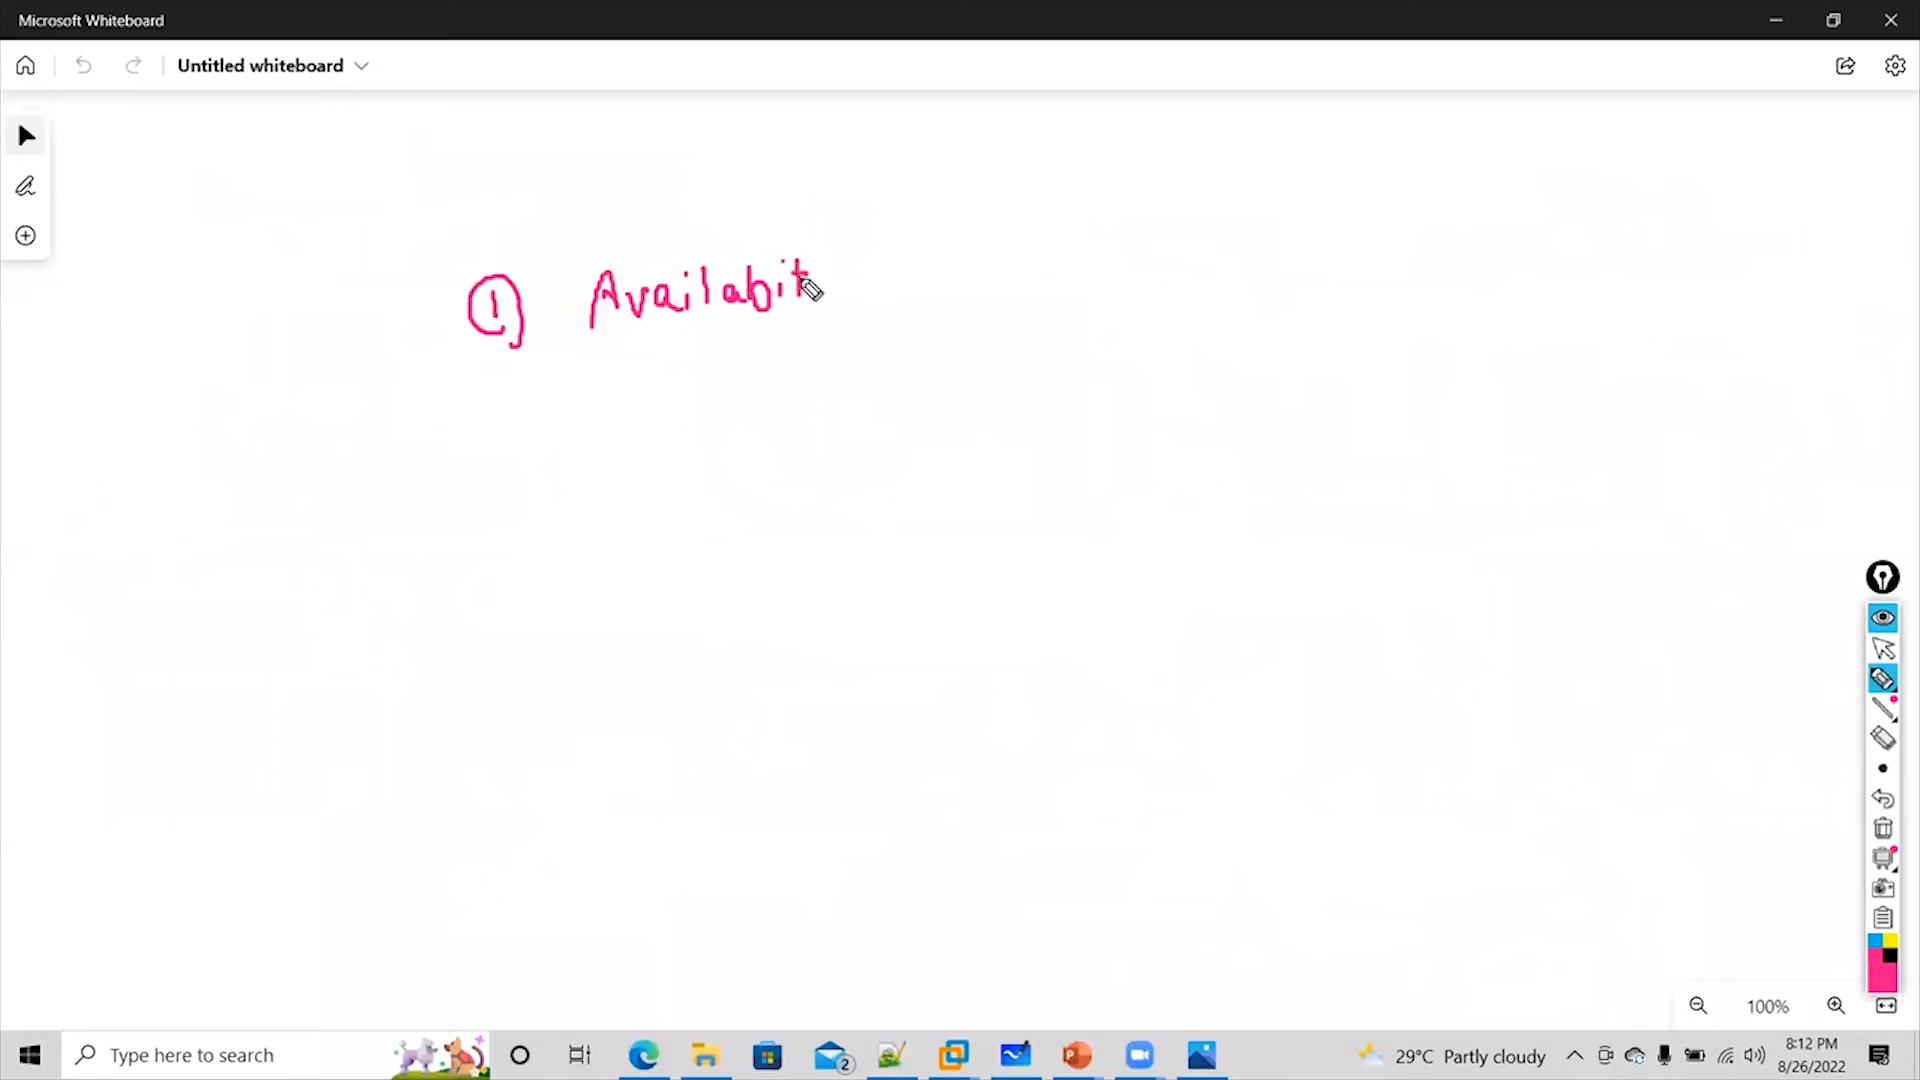 Microsoft Whiteboard
Untitled whiteboard
① Availabit
100%
Type here to search
2
29°C Partly cloudy
8:12 PM
8/26/2022